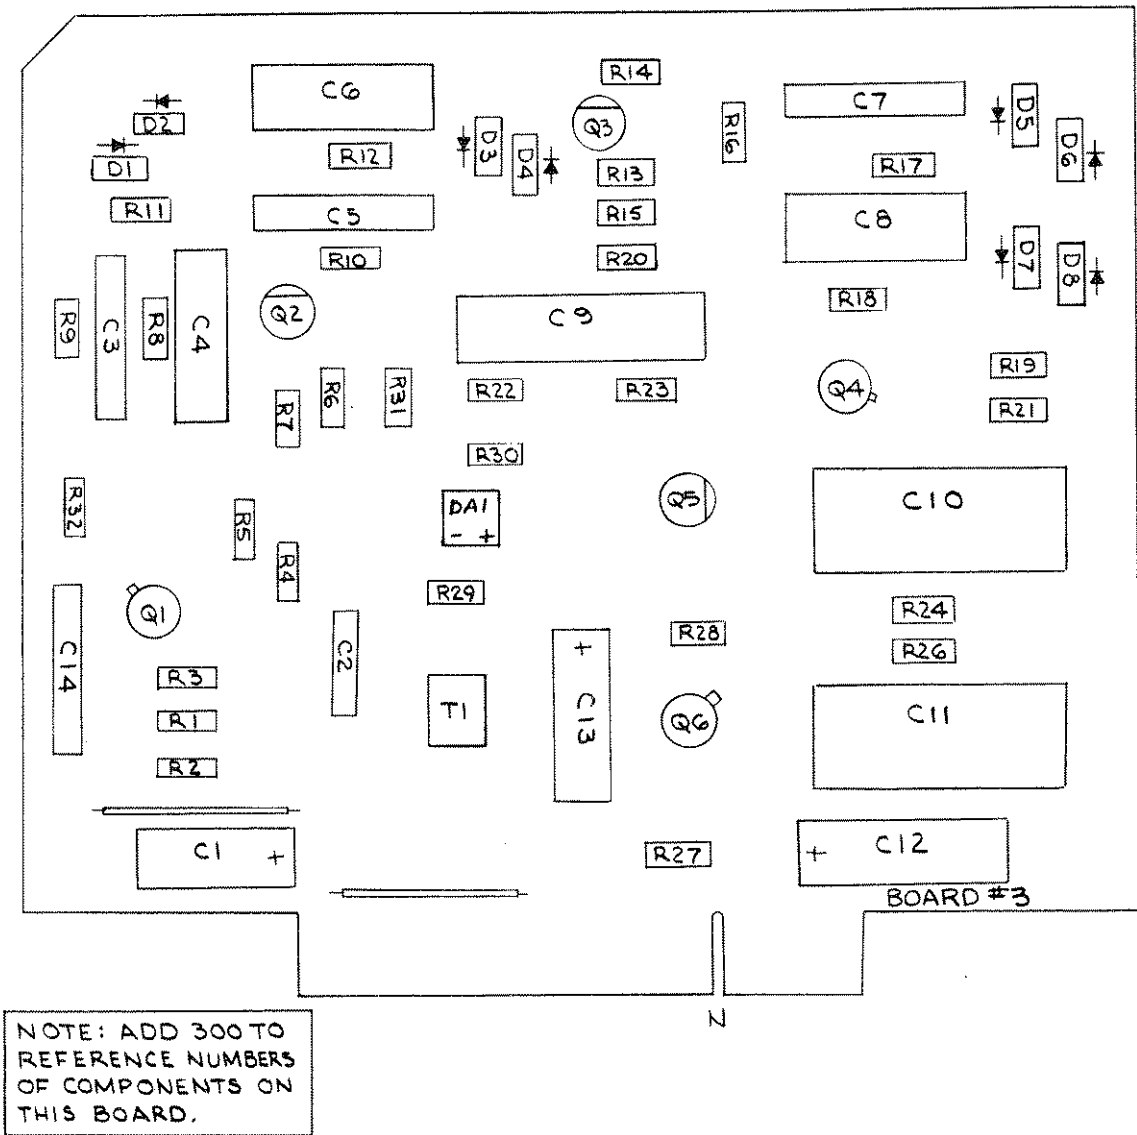 R14
C6
C7
D5
D2
Q3
R16
D3
D6
R12
D4
D1
R13
R17
R11
C5
R15
C8
R10
R20
D7
D8
R18
Q2
C9
R9
C3
R8
C4
R19
R6
R31
R22
R23
Q4
R7
R21
R30
R32
Q5
C10
DA1
- +
R5
R4
R29
Q1
R24
R28
R26
C14
C2
+
R3
T1
C13
Q6
C11
R1
R2
C1 +
R27
+ C12
BOARD #3
N
NOTE: ADD 300 TO
REFERENCE NUMBERS
OF COMPONENTS ON
THIS BOARD.